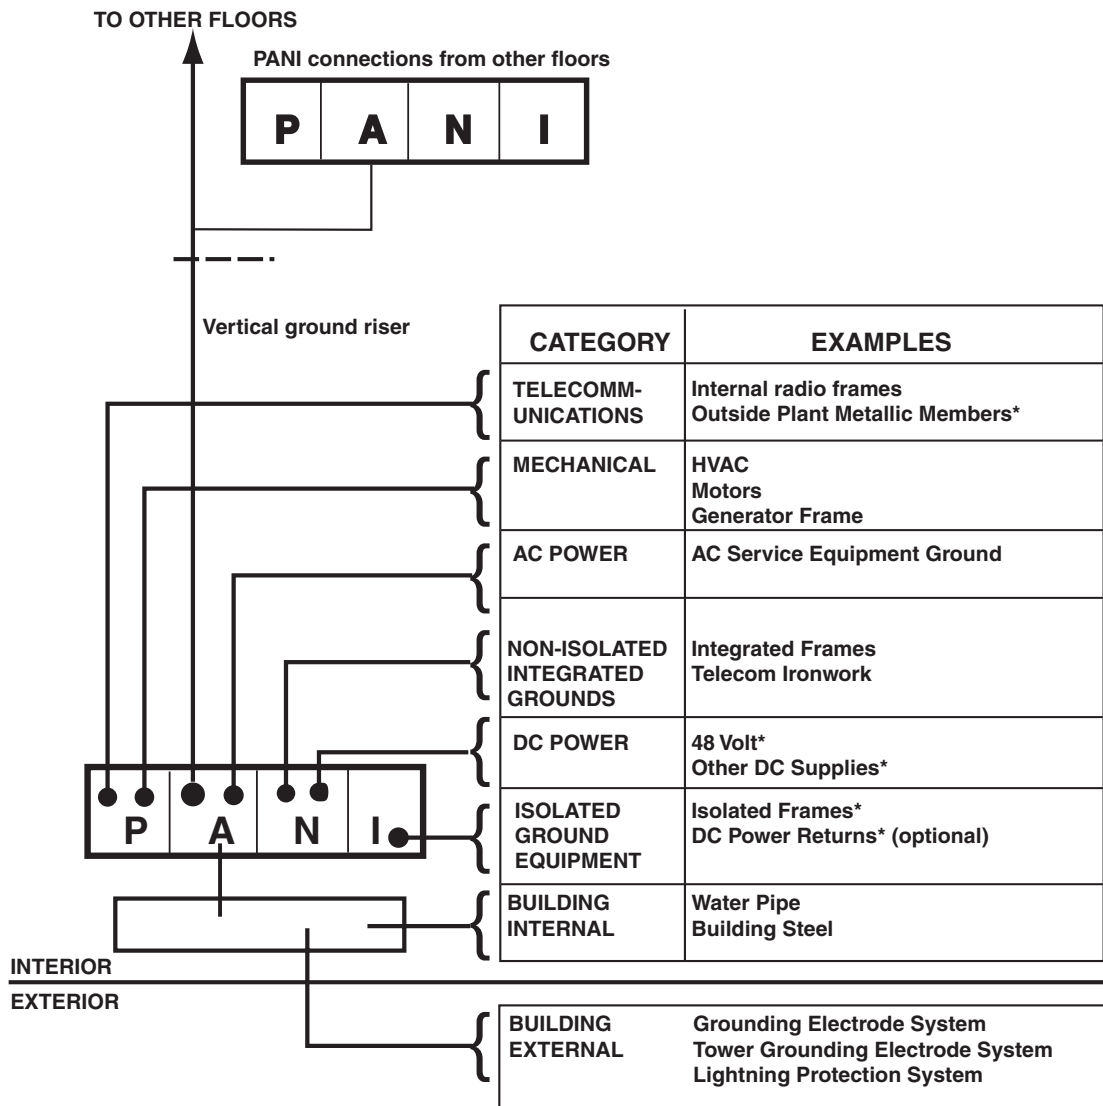 TO OTHER FLOORS
PANI connections from other floors
P A N I
Vertical ground riser
CATEGORY EXAMPLES
TELECOMM- Internal radio frames
UNICATIONS Outside Plant Metallic Members*
MECHANICAL HVAC
Motors
Generator Frame
AC POWER AC Service Equipment Ground
NON-ISOLATED Integrated Frames
INTEGRATED Telecom Ironwork
GROUNDS
DC POWER 48 Volt*
Other DC Supplies*
ISOLATED Isolated Frames*
GROUND DC Power Returns* (optional)
EQUIPMENT
P A N I
BUILDING Water Pipe
INTERNAL Building Steel
INTERIOR
EXTERIOR
BUILDING Grounding Electrode System
EXTERNAL Tower Grounding Electrode System
Lightning Protection System